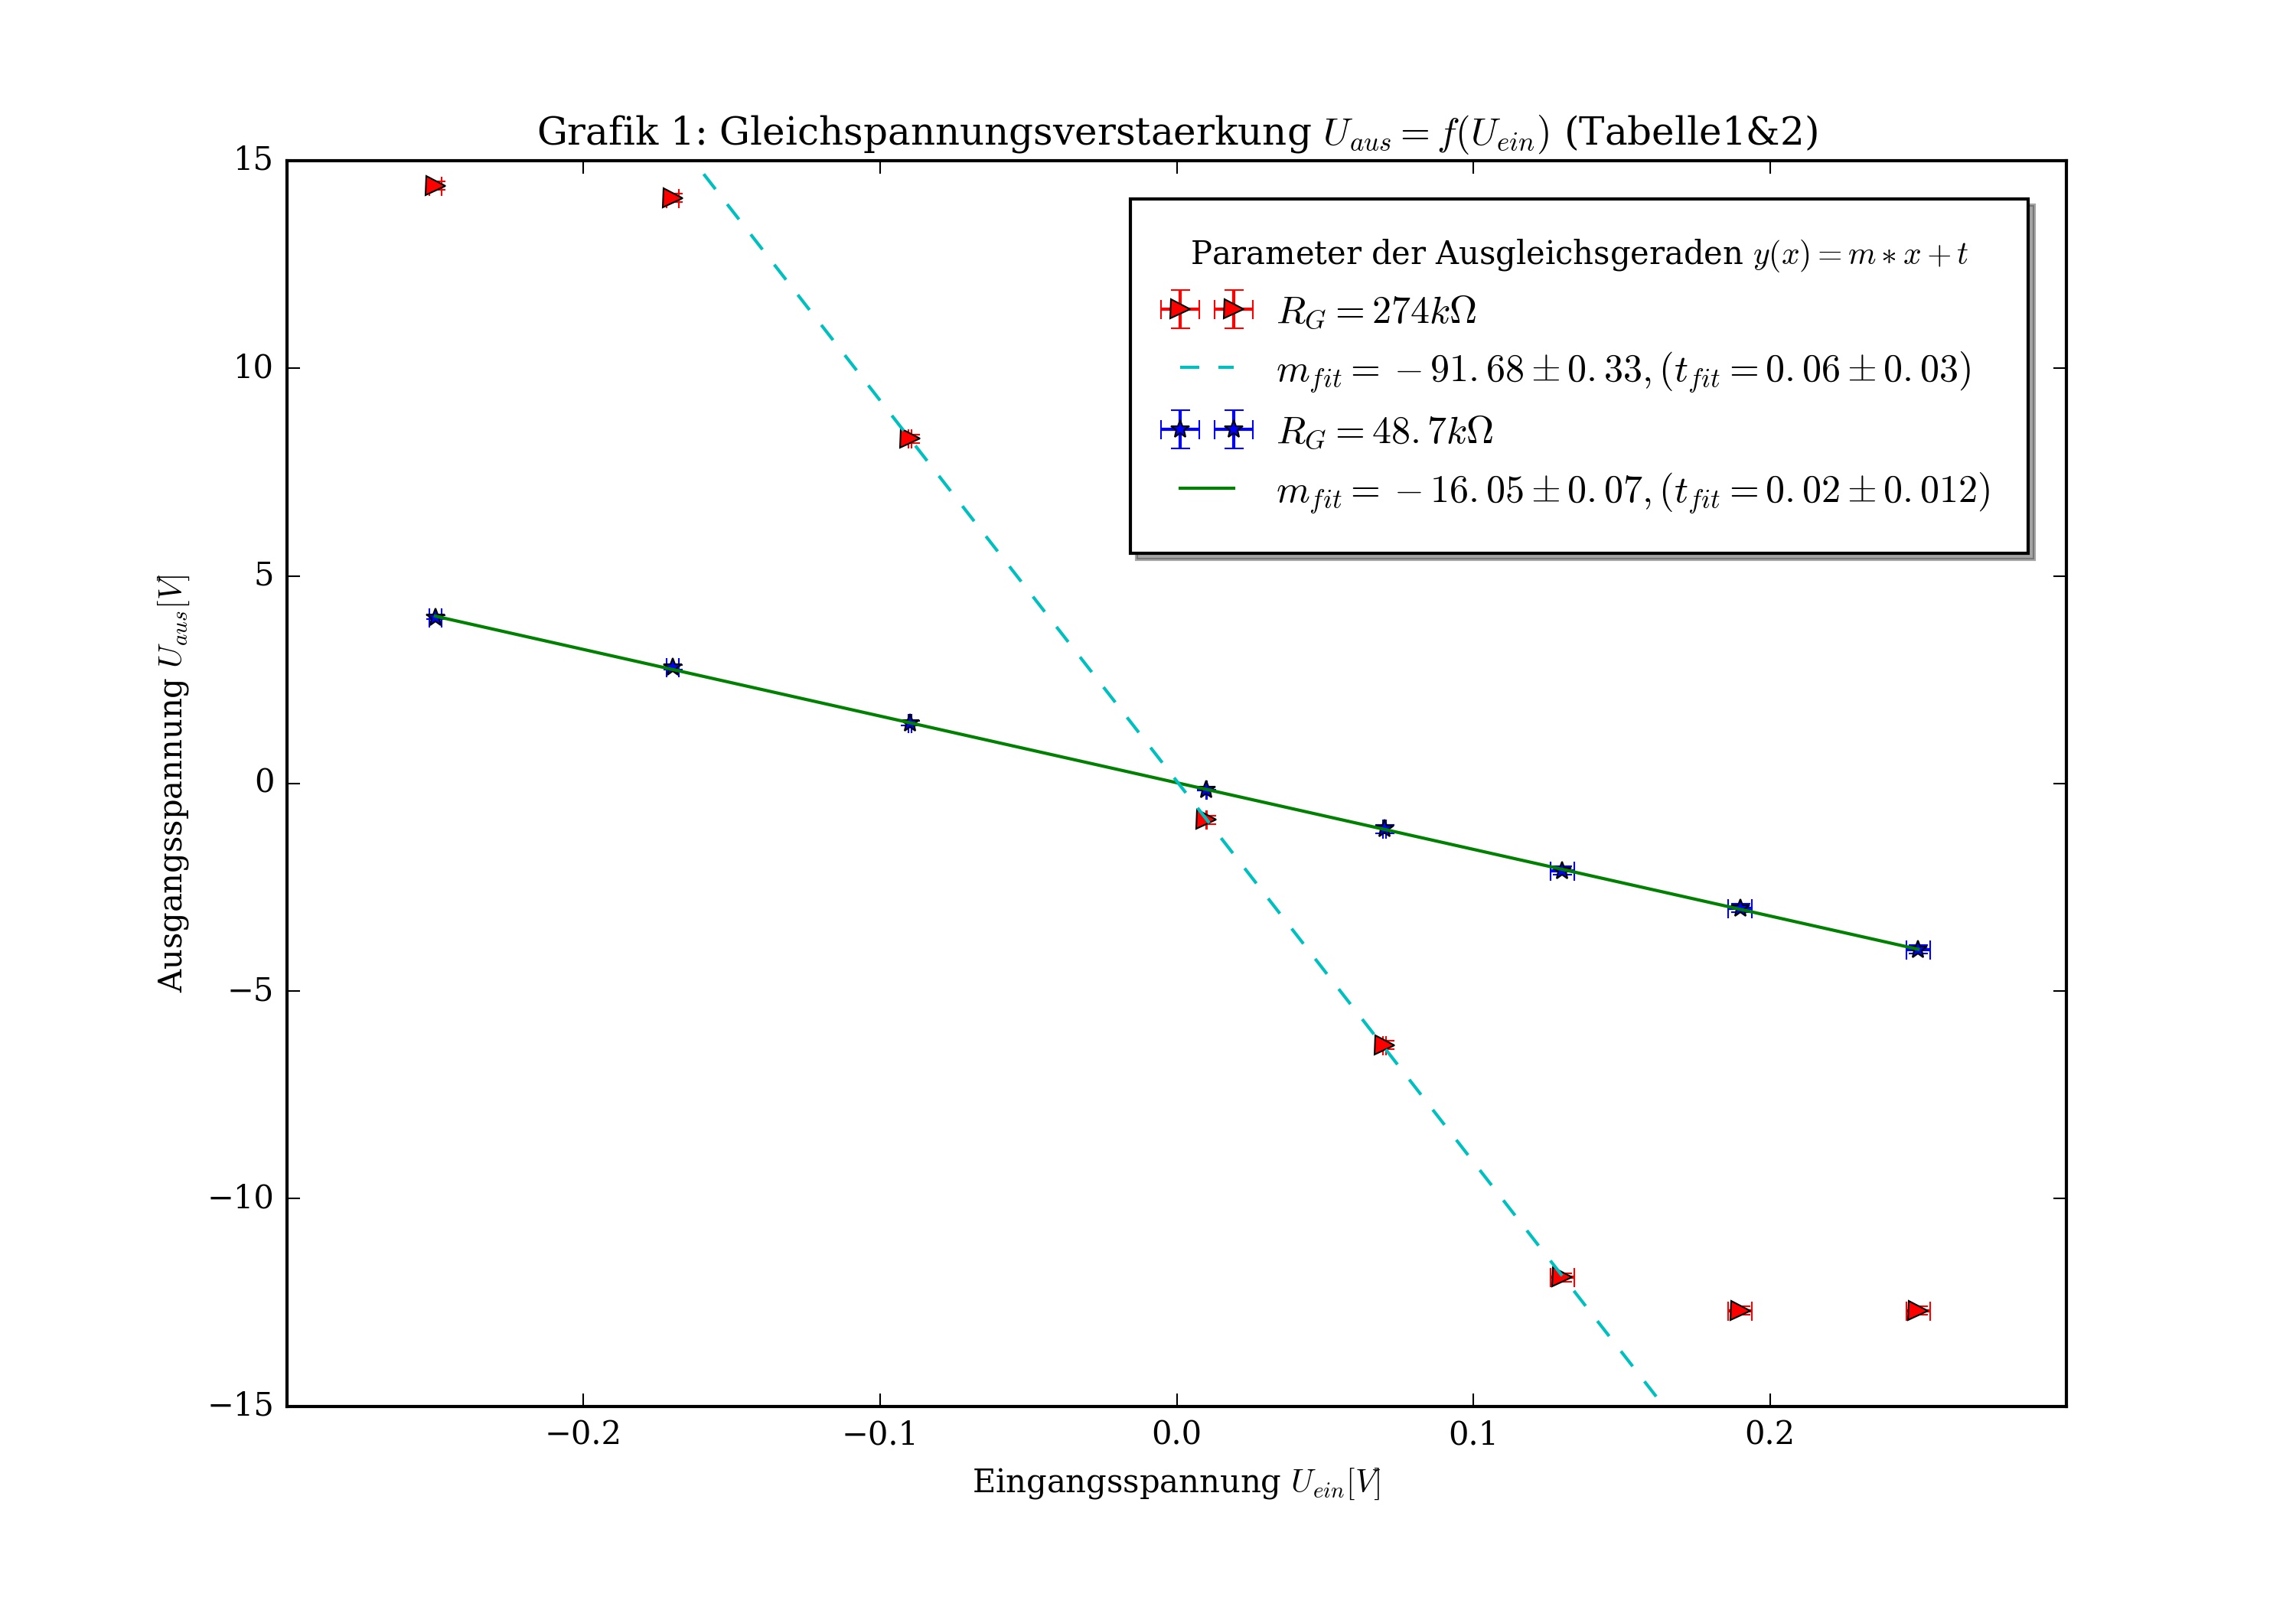 Grafik 1: Gleichspannungsverstaerkung U_aus = f(U_ein) (Tabelle1&2)
15
10
5
0
−5
−10
−15
Ausgangsspannung U_aus[V]
Parameter der Ausgleichsgeraden y(x) = m ∗ x + t
R_G = 274kΩ
m_fit = −91.68 ± 0.33, (t_fit = 0.06 ± 0.03)
R_G = 48.7kΩ
m_fit = −16.05 ± 0.07, (t_fit = 0.02 ± 0.012)
−0.2 −0.1 0.0 0.1 0.2
Eingangsspannung U_ein[V]